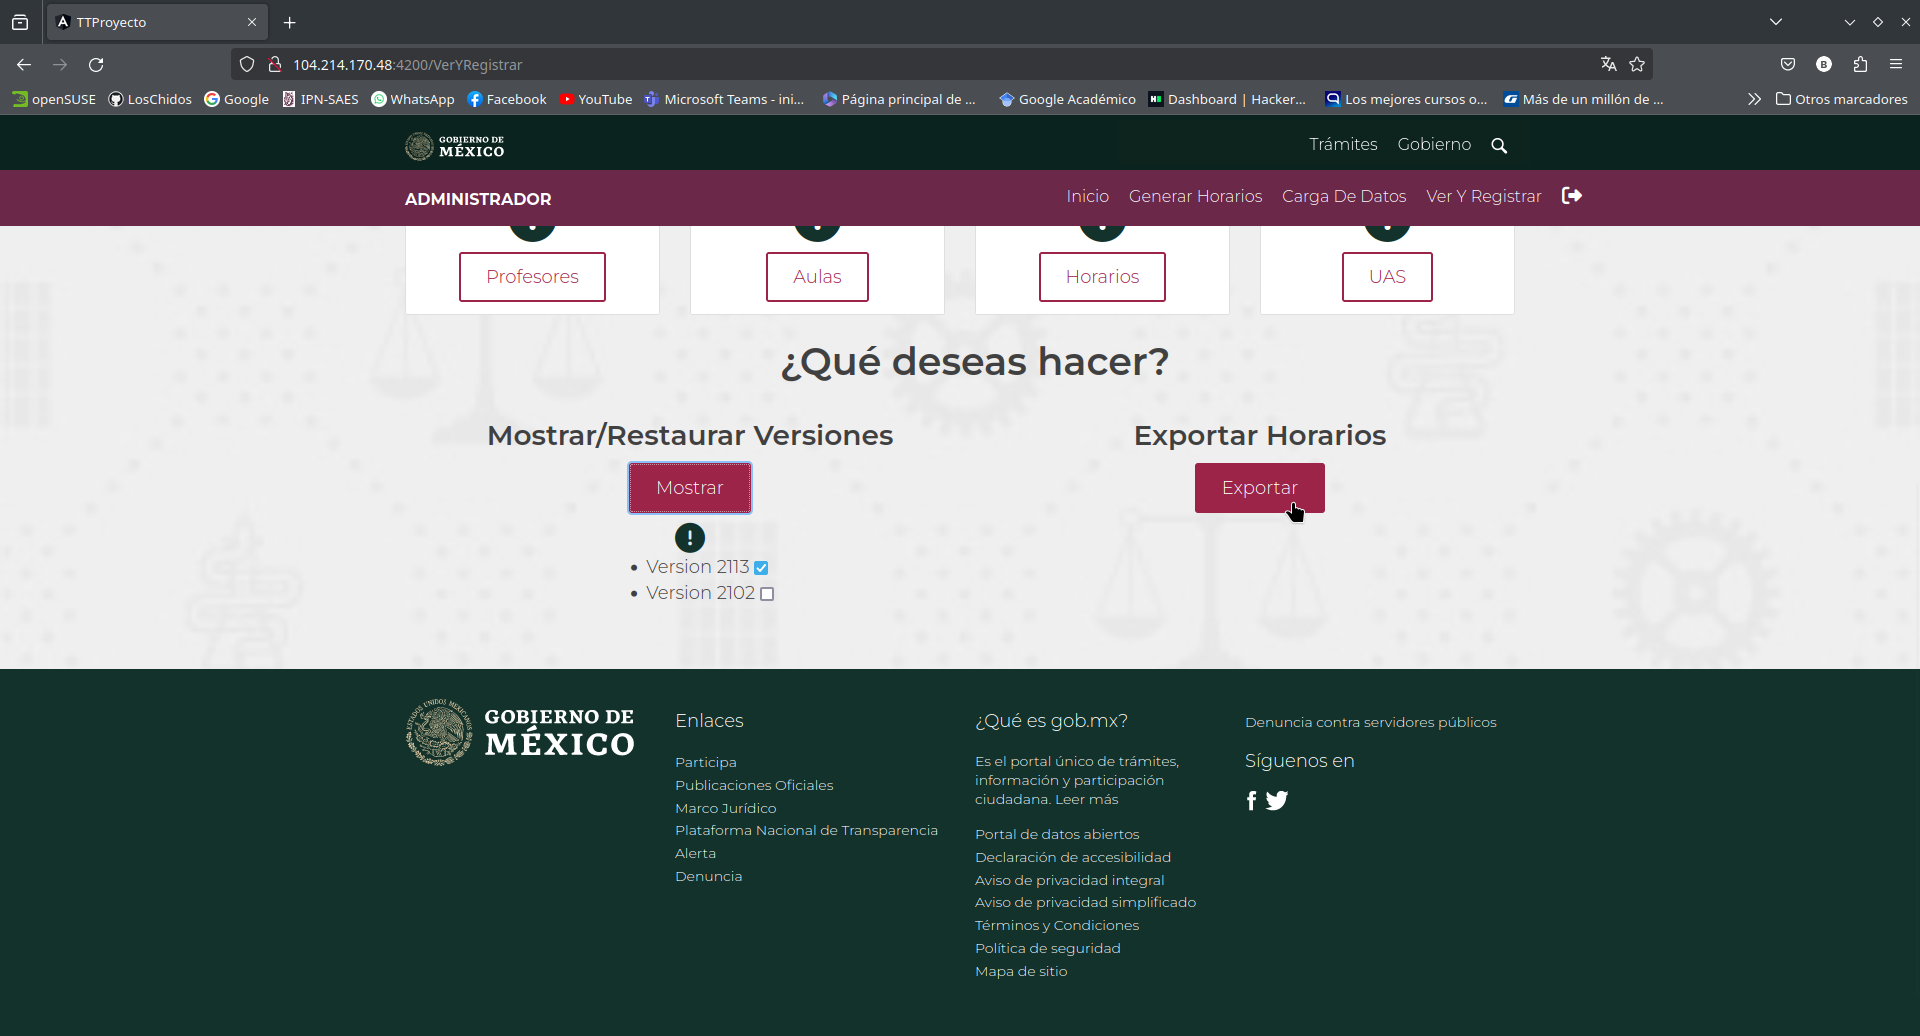 TTProyecto
104.214.170.48:4200/VerYRegistrar
openSUSE LosChidos Google IPN-SAES WhatsApp Facebook YouTube Microsoft Teams - ini... Página principal de ... Google Académico Dashboard | Hacker... Los mejores cursos o... Más de un millón de ... Otros marcadores
GOBIERNO DE
MÉXICO
Trámites Gobierno
ADMINISTRADOR
Inicio Generar Horarios Carga De Datos Ver Y Registrar
Profesores Aulas Horarios UAS
¿Qué deseas hacer?
Mostrar/Restaurar Versiones
Mostrar
Version 2113
Version 2102
Exportar Horarios
Exportar
GOBIERNO DE
MÉXICO
Enlaces
Participa
Publicaciones Oficiales
Marco Jurídico
Plataforma Nacional de Transparencia
Alerta
Denuncia
¿Qué es gob.mx?
Es el portal único de trámites,
información y participación
ciudadana. Leer más
Portal de datos abiertos
Declaración de accesibilidad
Aviso de privacidad integral
Aviso de privacidad simplificado
Términos y Condiciones
Política de seguridad
Mapa de sitio
Denuncia contra servidores públicos
Síguenos en